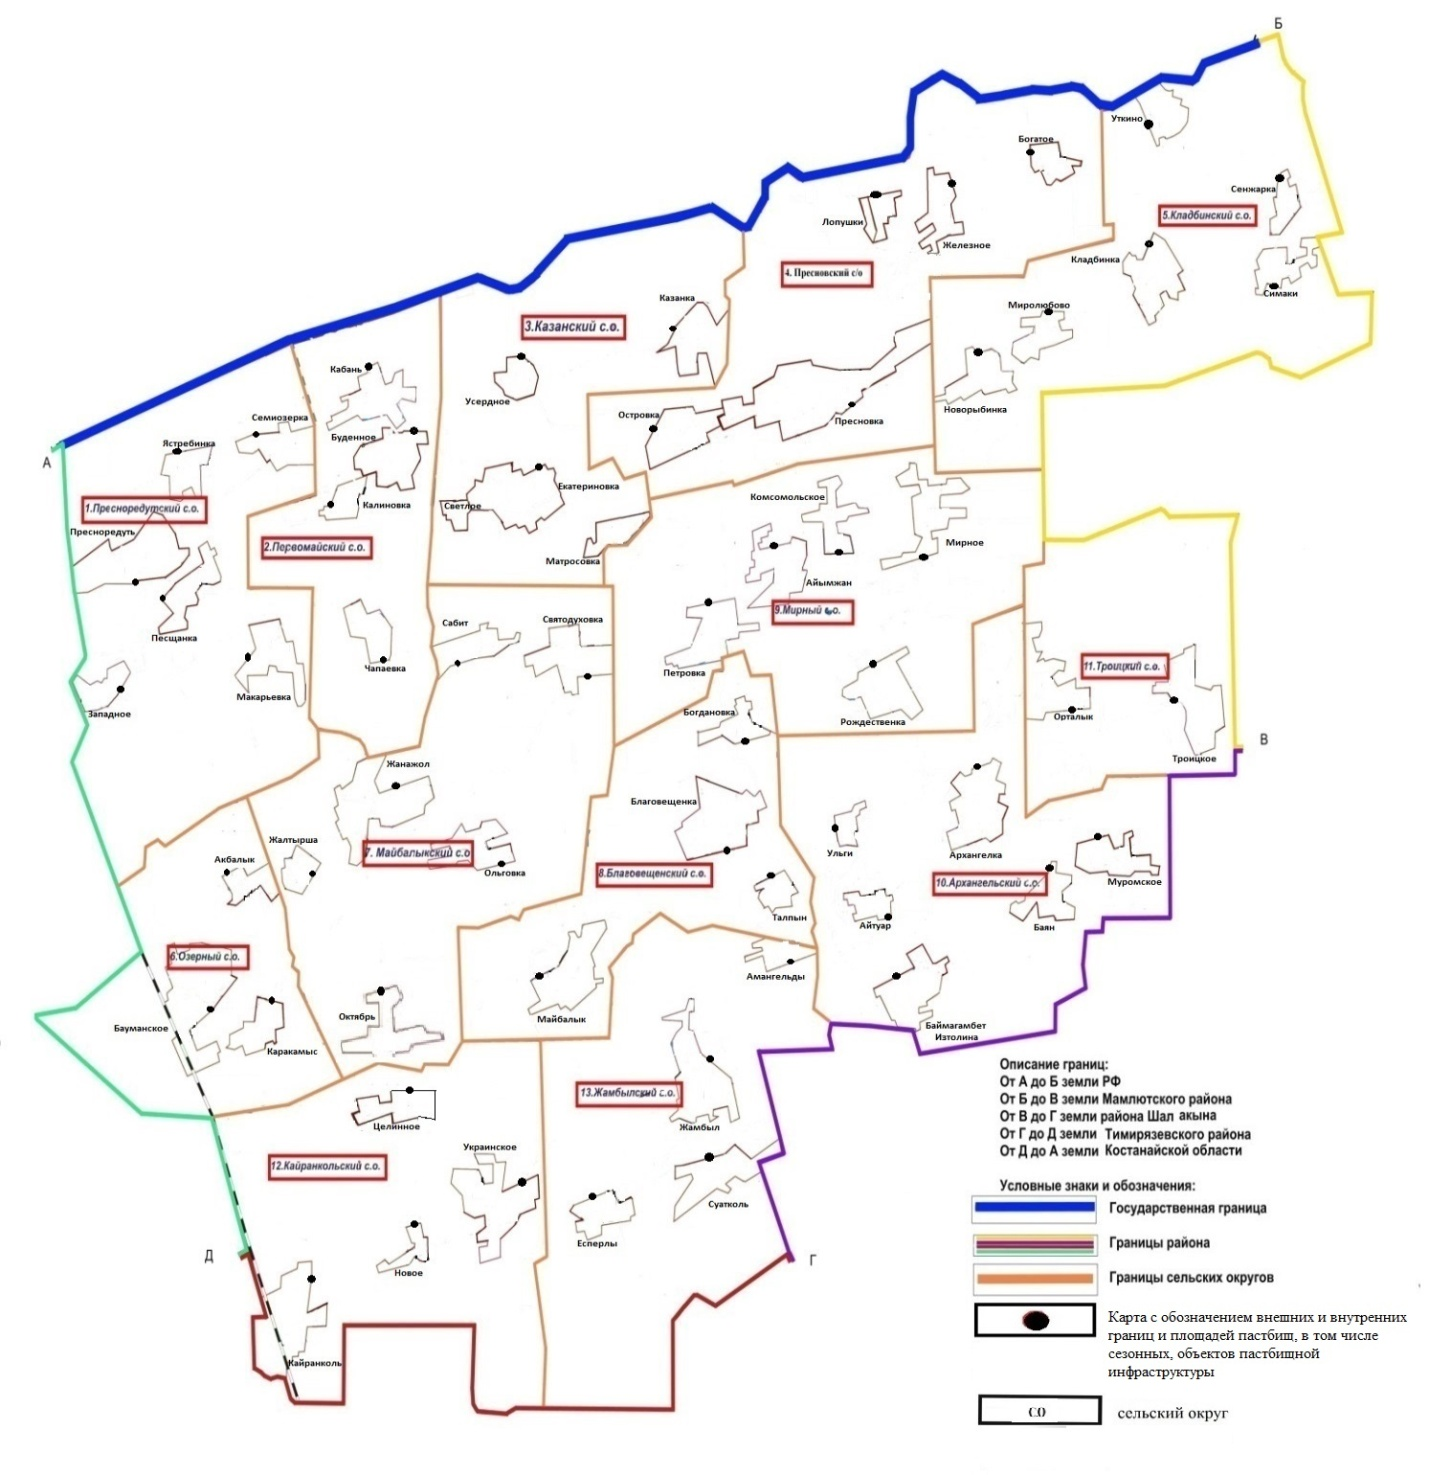 Б
Уткино
Богатое
Сенжарка
5.Кладбинский с.о.
Лопушки
Железное
Кладбинка
4. Пресновский с/о
Симаки
Казанка
Миролюбово
3.Казанский с.о.
Кабань
Усердное
Новорыбинка
Островка
Пресновка
Семиозерка
Буденное
Ястребинка
А
Екатериновка
Комсомольское
Светлое
Калиновка
1.Пресноредутский с.о.
Пресноредуть
Мирное
2.Первомайский с.о.
Матросовка
Айымжан
9.Мирный с.о.
Песщанка
Сабит
Святодуховка
Чапаевка
Петровка
11.Троицкий с.о.
Макарьевка
Западное
Богдановка
Рождественка
Орталык
В
Троицкое
Жанажол
Благовещенка
Жалтырша
7. Майбалыкский с.о
Ульги
Архангелка
Акбалык
Ольговка
8.Благовещенский с.о.
10.Архангельский с.о.
Муромское
Талпын
Айтуар
Баян
6.Озерный с.о.
Амангельды
Октябрь
Майбалык
Бауманское
Каракамыс
Баймагамбет
Изтолина
13.Жамбылский с.о.
Целинное
Жамбыл
Украинское
12.Кайранкольский с.о.
Суатколь
Есперлы
Д
Г
Новое
Кайранколь
Описание границ:
От А до Б земли РФ
От Б до В земли Мамлютского района
От В до Г земли района Шал акына
От Г до Д земли Тимирязевского района
От Д до А земли Костанайской области
Условные знаки и обозначения:
Государственная граница
Границы района
Границы сельских округов
Карта с обозначением внешних и внутренних
границ и площадей пастбищ, в том числе
сезонных, объектов пастбищной
инфраструктуры
СО
сельский округ